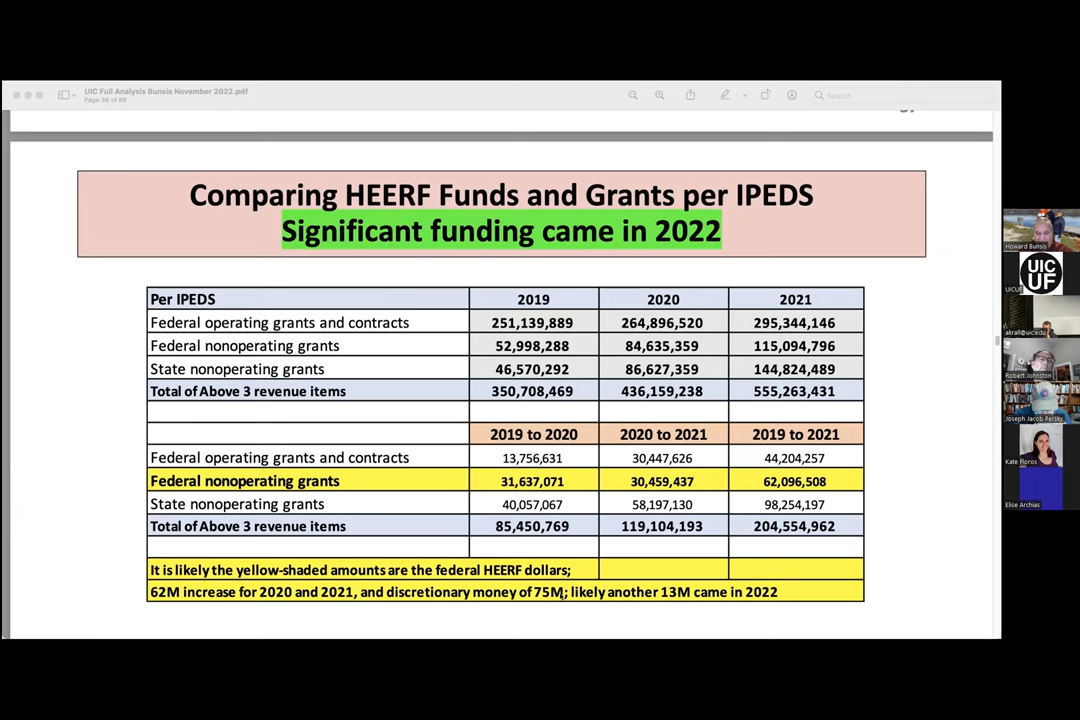 UIC Full Analysis Bunsis November 2022.pdf
Page 38 of 86
Search
Comparing HEERF Funds and Grants per IPEDS
Significant funding came in 2022
Per IPEDS 2019 2020 2021
Federal operating grants and contracts 251,139,889 264,896,520 295,344,146
Federal nonoperating grants 52,998,288 84,635,359 115,094,796
State nonoperating grants 46,570,292 86,627,359 144,824,489
Total of Above 3 revenue items 350,708,469 436,159,238 555,263,431
2019 to 2020 2020 to 2021 2019 to 2021
Federal operating grants and contracts 13,756,631 30,447,626 44,204,257
Federal nonoperating grants 31,637,071 30,459,437 62,096,508
State nonoperating grants 40,057,067 58,197,130 98,254,197
Total of Above 3 revenue items 85,450,769 119,104,193 204,554,962
It is likely the yellow-shaded amounts are the federal HEERF dollars;
62M increase for 2020 and 2021, and discretionary money of 75M; likely another 13M came in 2022
Howard Bunsis
UIC
UF
UICUF
akrall@uic.edu
Robert Johnston
Joseph Jacob Persky
Kate Floros
Elise Archias